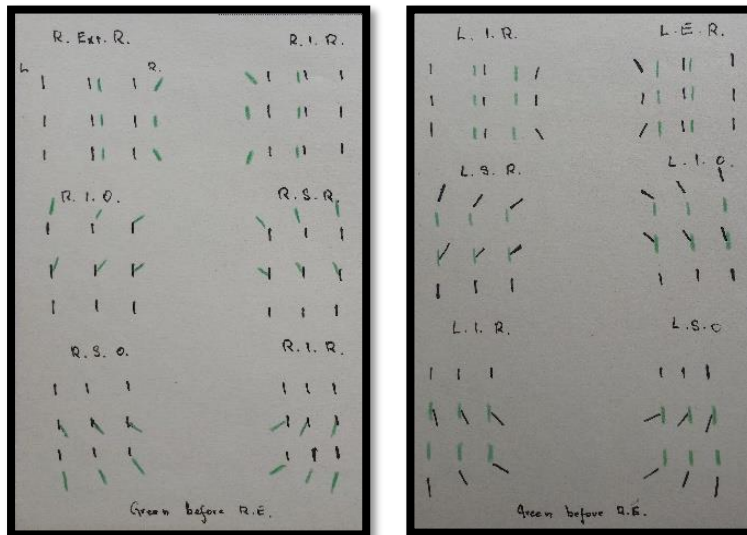 R. Ext. R.
R. I. R.
L
R.
R. I. O.
R. S. R.
R. S. O.
R. I. R.
Green before R.E.
L. I. R.
L. E. R.
L. S. R.
L. I. O.
L. I. R.
L. S. O
Green before R.E.